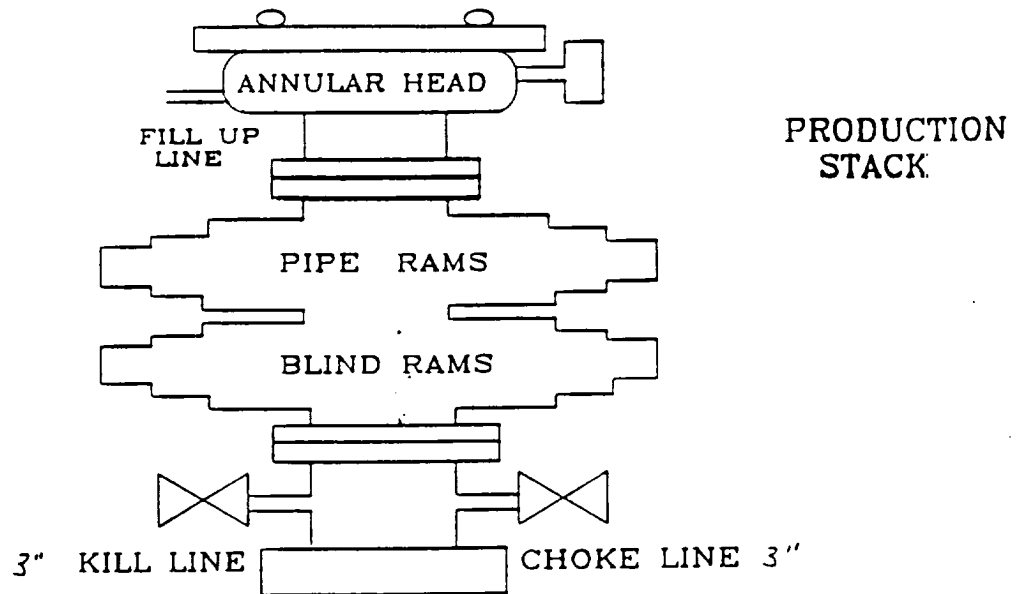 ANNULAR HEAD
FILL UP
LINE
PRODUCTION
STACK
PIPE RAMS
BLIND RAMS
3" KILL LINE
CHOKE LINE 3"